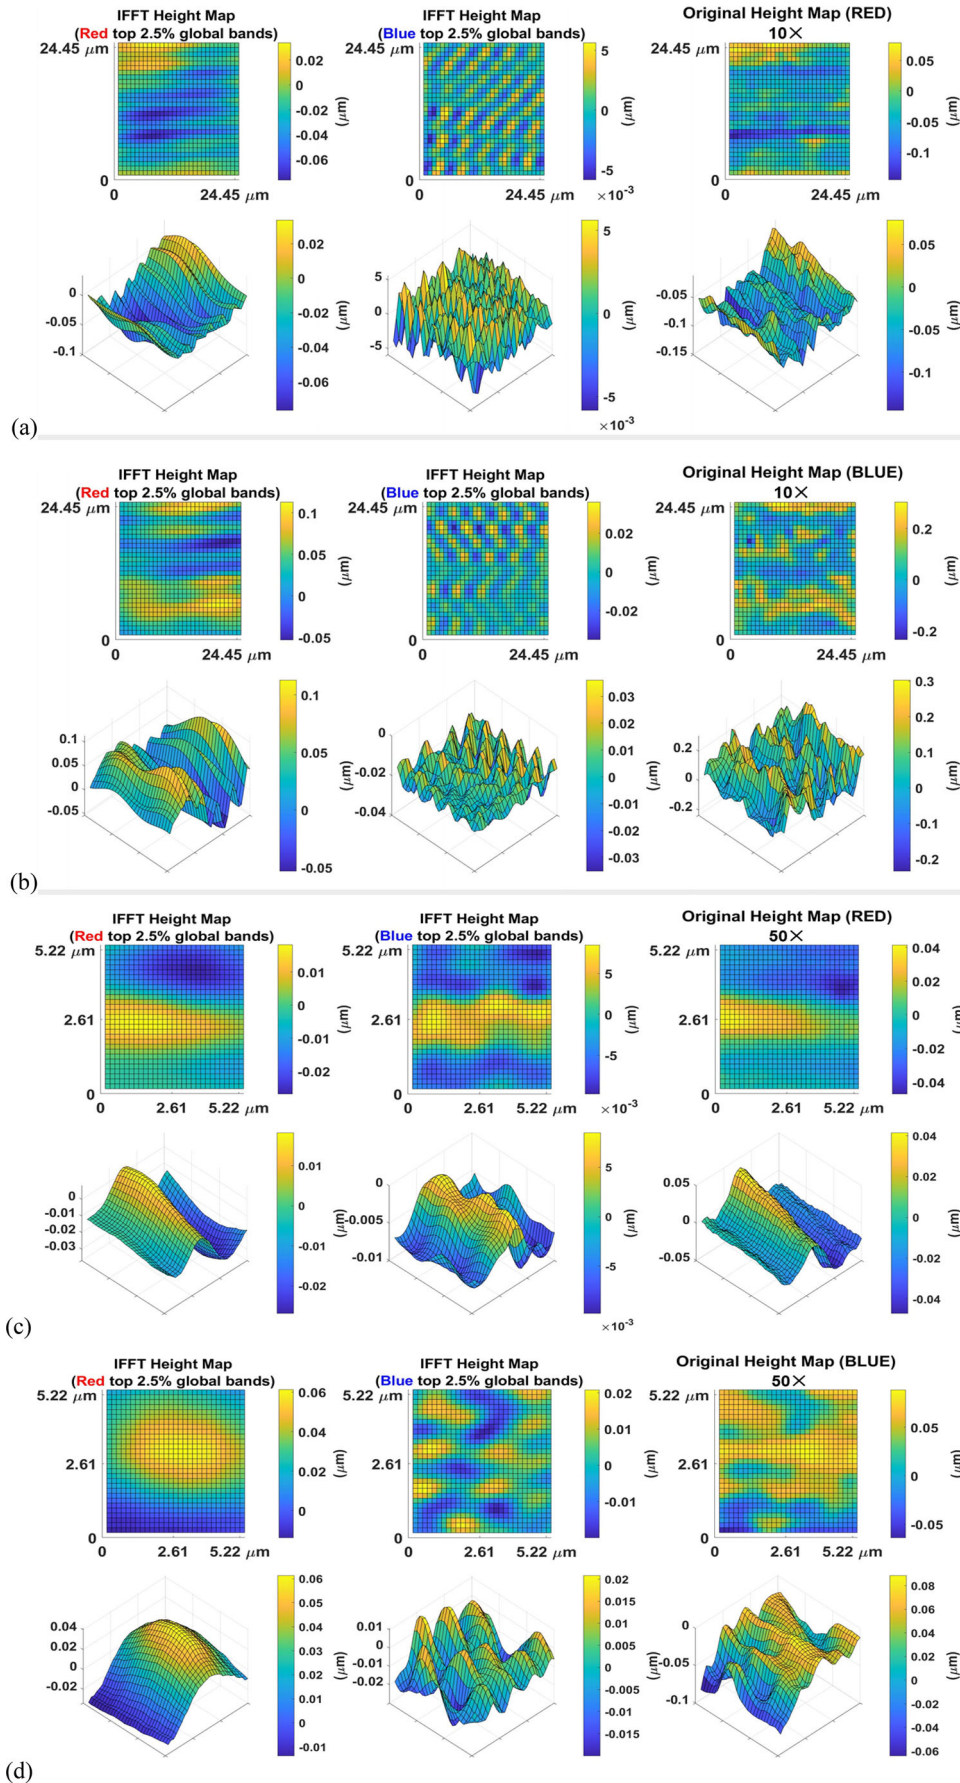 IFFT Height Map
(Red top 2.5% global bands)
24.45 μm
0
0
24.45 μm
0.02
0
-0.02
-0.04
-0.06
(μm)
IFFT Height Map
(Blue top 2.5% global bands)
24.45 μm
0
0
24.45 μm
5
0
-5
×10⁻³
(μm)
Original Height Map (RED)
10×
24.45 μm
0
0
24.45 μm
0.05
0
-0.05
-0.1
(μm)
0
-0.05
-0.1
0.02
0
-0.02
-0.04
-0.06
(μm)
5
0
-5
5
0
-5
×10⁻³
(μm)
-0.05
-0.1
-0.15
0.05
0
-0.05
-0.1
(μm)
(a)
IFFT Height Map
(Red top 2.5% global bands)
24.45 μm
0
0
24.45 μm
0.1
0.05
0
-0.05
(μm)
IFFT Height Map
(Blue top 2.5% global bands)
24.45 μm
0
0
24.45 μm
0.02
0
-0.02
(μm)
Original Height Map (BLUE)
10×
24.45 μm
0
0
24.45 μm
0.2
0
-0.2
(μm)
0.1
0.05
0
-0.05
0.1
0.05
0
-0.05
(μm)
0
-0.02
-0.04
0.03
0.02
0.01
0
-0.01
-0.02
-0.03
(μm)
0.2
0
-0.2
0.3
0.2
0.1
0
-0.1
-0.2
(μm)
(b)
IFFT Height Map
(Red top 2.5% global bands)
5.22 μm
2.61
0
0
2.61
5.22 μm
0.01
0
-0.01
-0.02
(μm)
IFFT Height Map
(Blue top 2.5% global bands)
5.22 μm
2.61
0
0
2.61
5.22 μm
5
0
-5
×10⁻³
(μm)
Original Height Map (RED)
50×
5.22 μm
2.61
0
0
2.61
5.22 μm
0.04
0.02
0
-0.02
-0.04
(μm)
0
-0.01
-0.02
-0.03
0.01
0
-0.01
-0.02
(μm)
0
-0.005
-0.01
5
0
-5
×10⁻³
(μm)
0.05
0
-0.05
0.04
0.02
0
-0.02
-0.04
(μm)
(c)
IFFT Height Map
(Red top 2.5% global bands)
5.22 μm
2.61
0
0
2.61
5.22 μm
0.06
0.04
0.02
0
(μm)
IFFT Height Map
(Blue top 2.5% global bands)
5.22 μm
2.61
0
0
2.61
5.22 μm
0.02
0.01
0
-0.01
(μm)
Original Height Map (BLUE)
50×
5.22 μm
2.61
0
0
2.61
5.22 μm
0.05
0
-0.05
(μm)
0.04
0.02
0
-0.02
0.06
0.05
0.04
0.03
0.02
0.01
0
-0.01
(μm)
0.01
0
-0.01
-0.02
0.02
0.015
0.01
0.005
0
-0.005
-0.01
-0.015
(μm)
0
-0.05
-0.1
0.08
0.06
0.04
0.02
0
-0.02
-0.04
-0.06
(μm)
(d)